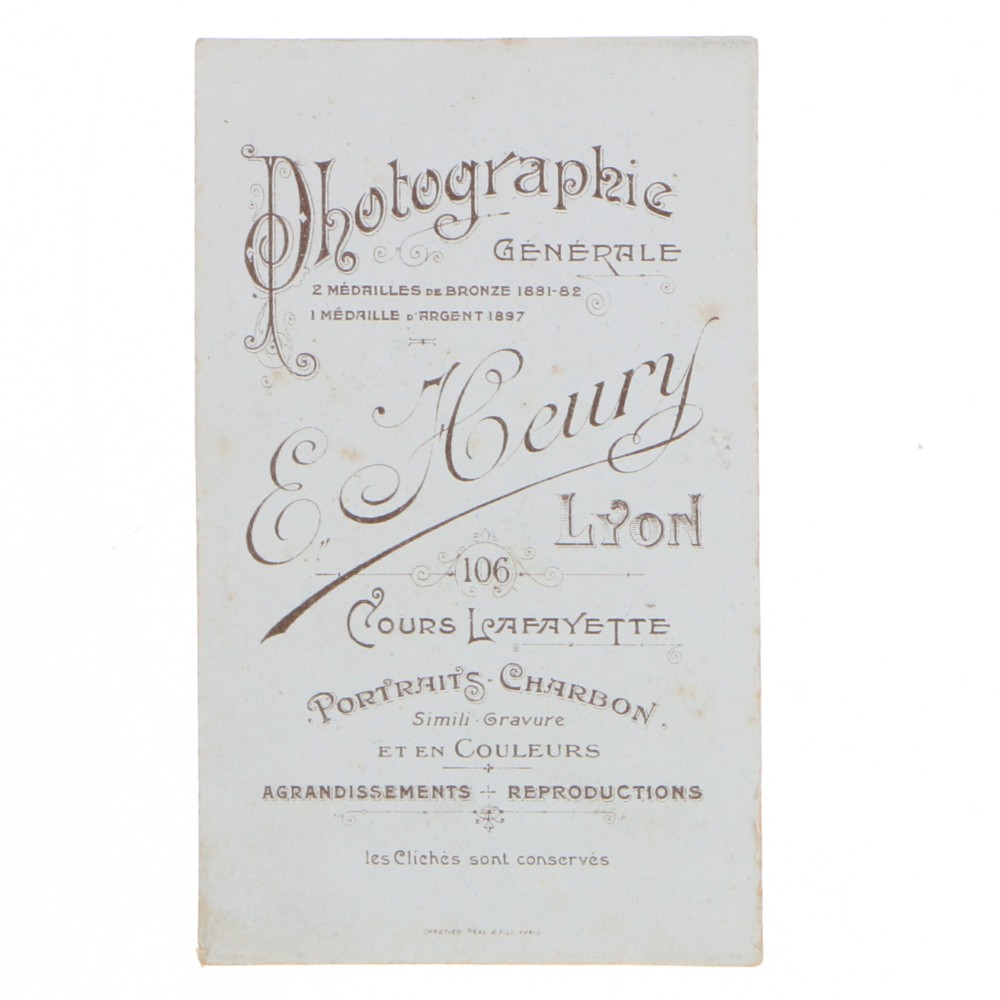 Photographie
GÉNÉRALE
2 MÉDAILLES DE BRONZE 1881-82
1 MÉDAILLE D'ARGENT 1897
E. Heury
LYON
106
COURS LAFAYETTE
PORTRAITS - CHARBON
Simili - Gravure
ET EN COULEURS
AGRANDISSEMENTS + REPRODUCTIONS
les Clichés sont conservés